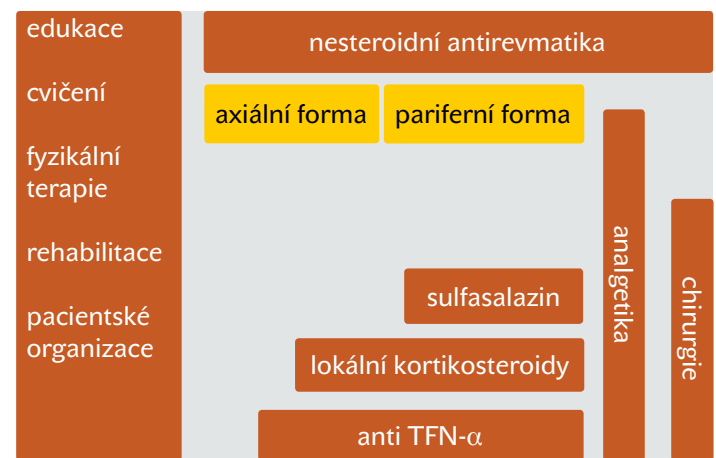 edukace
cvičení
fyzikální
terapie
rehabilitace
pacientské
organizace
nesteroidní antirevmatika
axiální forma
pariferní forma
sulfasalazin
lokální kortikosteroidy
anti TFN-α
analgetika
chirurgie